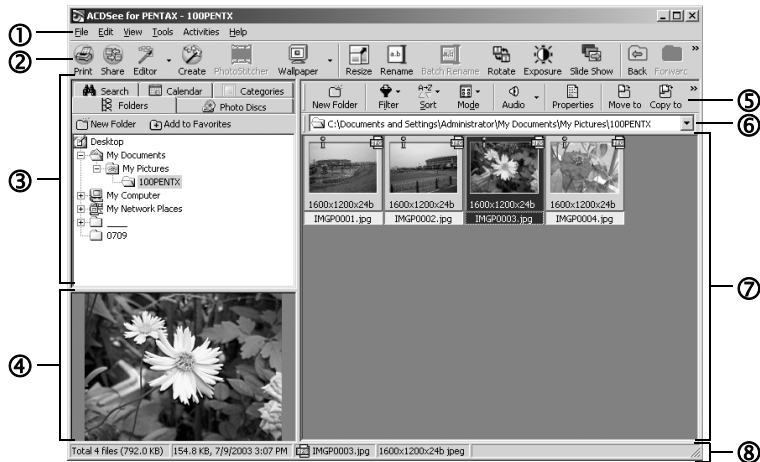 ACDSee for PENTAX - 100PENTX
① File Edit View Tools Activities Help
② Print Share Editor Create PhotoStitcher Wallpaper Resize Rename Batch Rename Rotate Exposure Slide Show Back Forwarc »
Search Calendar Categories
Folders Photo Discs
New Folder Filter Sort Mode Audio Properties Move to Copy to » ⑤
New Folder Add to Favorites
C:\Documents and Settings\Administrator\My Documents\My Pictures\100PENTX ⑥
③
Desktop
My Documents
My Pictures
100PENTX
My Computer
My Network Places
____
0709
1600x1200x24b 1600x1200x24b 1600x1200x24b 1600x1200x24b
IMGP0001.jpg IMGP0002.jpg IMGP0003.jpg IMGP0004.jpg
⑦
④
Total 4 files (792.0 KB) 154.8 KB, 7/9/2003 3:07 PM IMGP0003.jpg 1600x1200x24b jpeg ⑧